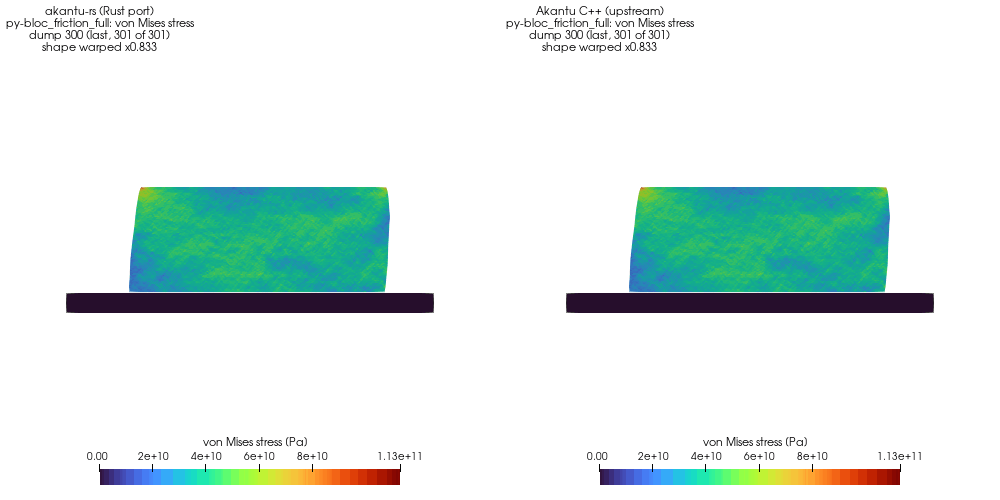 akantu-rs (Rust port)
py-bloc_friction_full: von Mises stress
dump 300 (last, 301 of 301)
shape warped x0.833
Akantu C++ (upstream)
py-bloc_friction_full: von Mises stress
dump 300 (last, 301 of 301)
shape warped x0.833
von Mises stress (Pa)
0.00 2e+10 4e+10 6e+10 8e+10 1.13e+11
von Mises stress (Pa)
0.00 2e+10 4e+10 6e+10 8e+10 1.13e+11